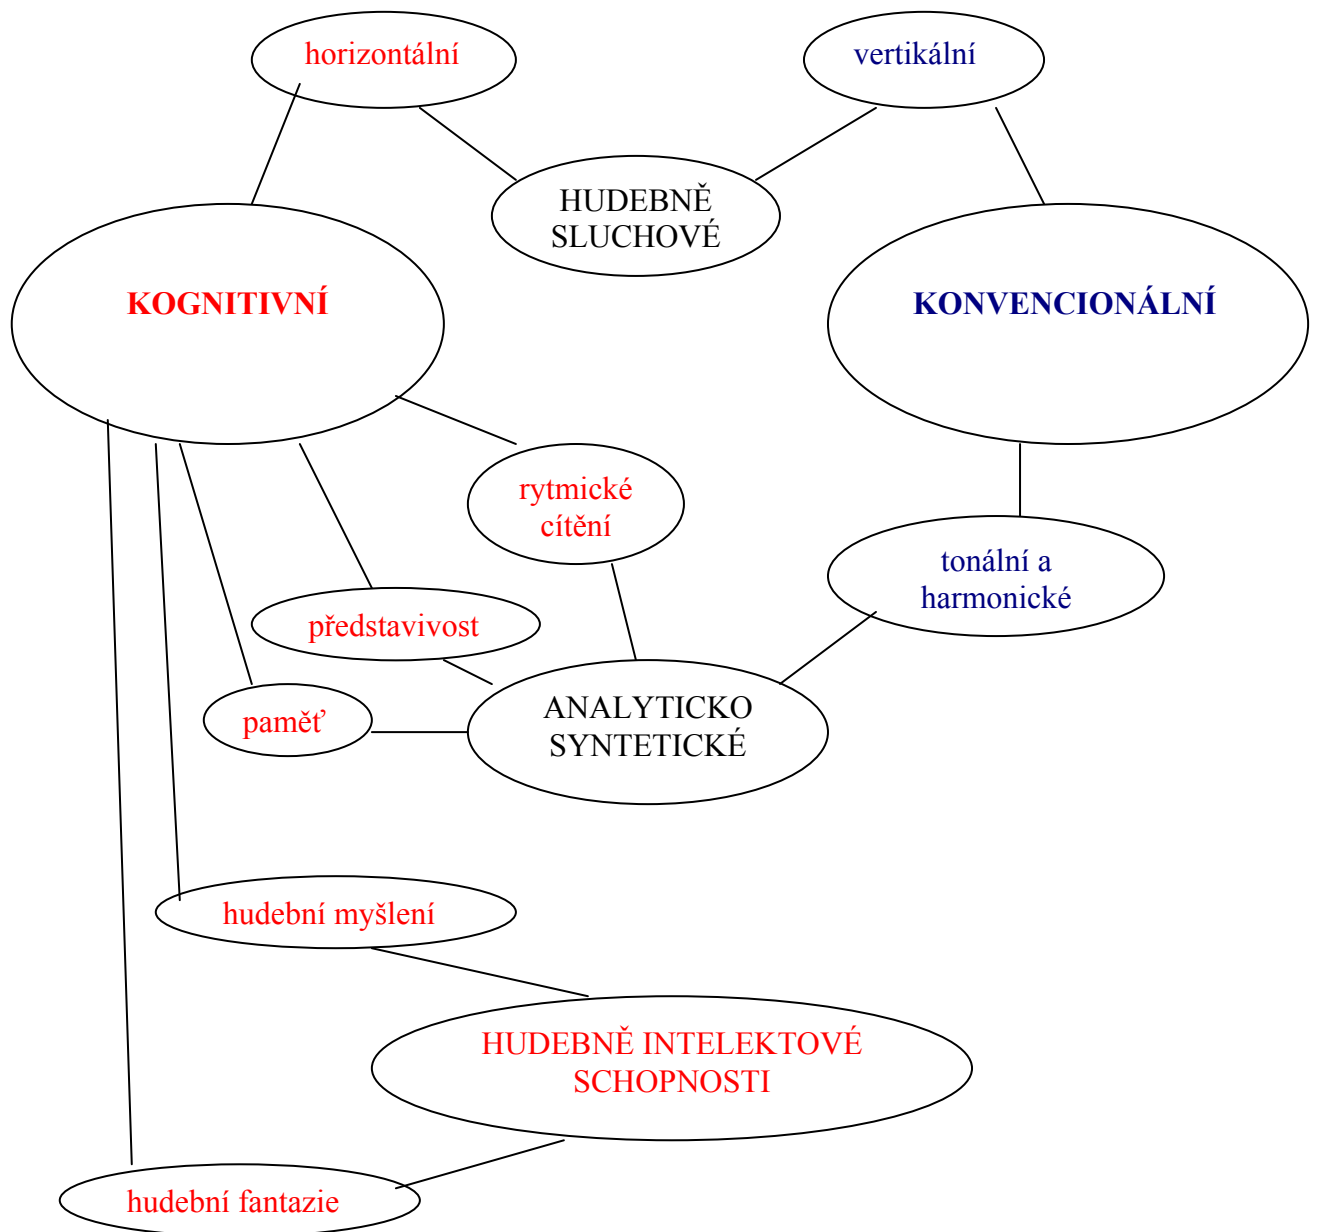 horizontální
vertikální
HUDEBNĚ
SLUCHOVÉ
KOGNITIVNÍ
KONVENCIONÁLNÍ
rytmické
cítění
tonální a
harmonické
představivost
paměť
ANALYTICKO
SYNTETICKÉ
hudební myšlení
HUDEBNĚ INTELEKTOVÉ
SCHOPNOSTI
hudební fantazie